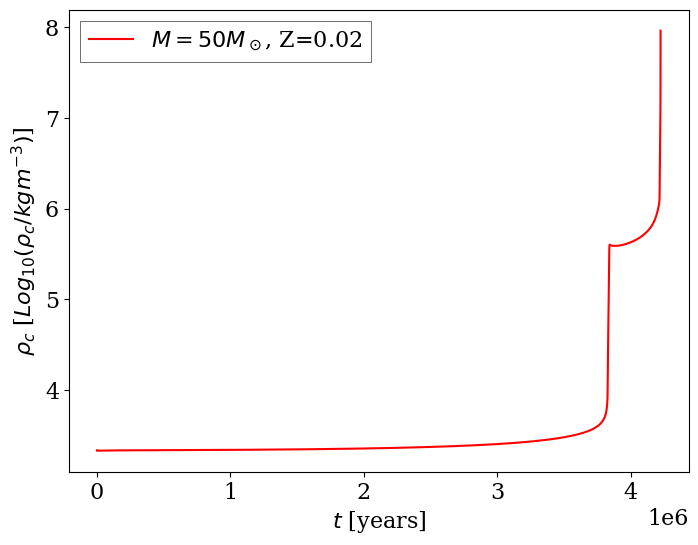 M = 50M⊙, Z=0.02
8
7
6
5
4
ρc [Log10(ρc/kgm−3)]
0 1 2 3 4
1e6
t [years]